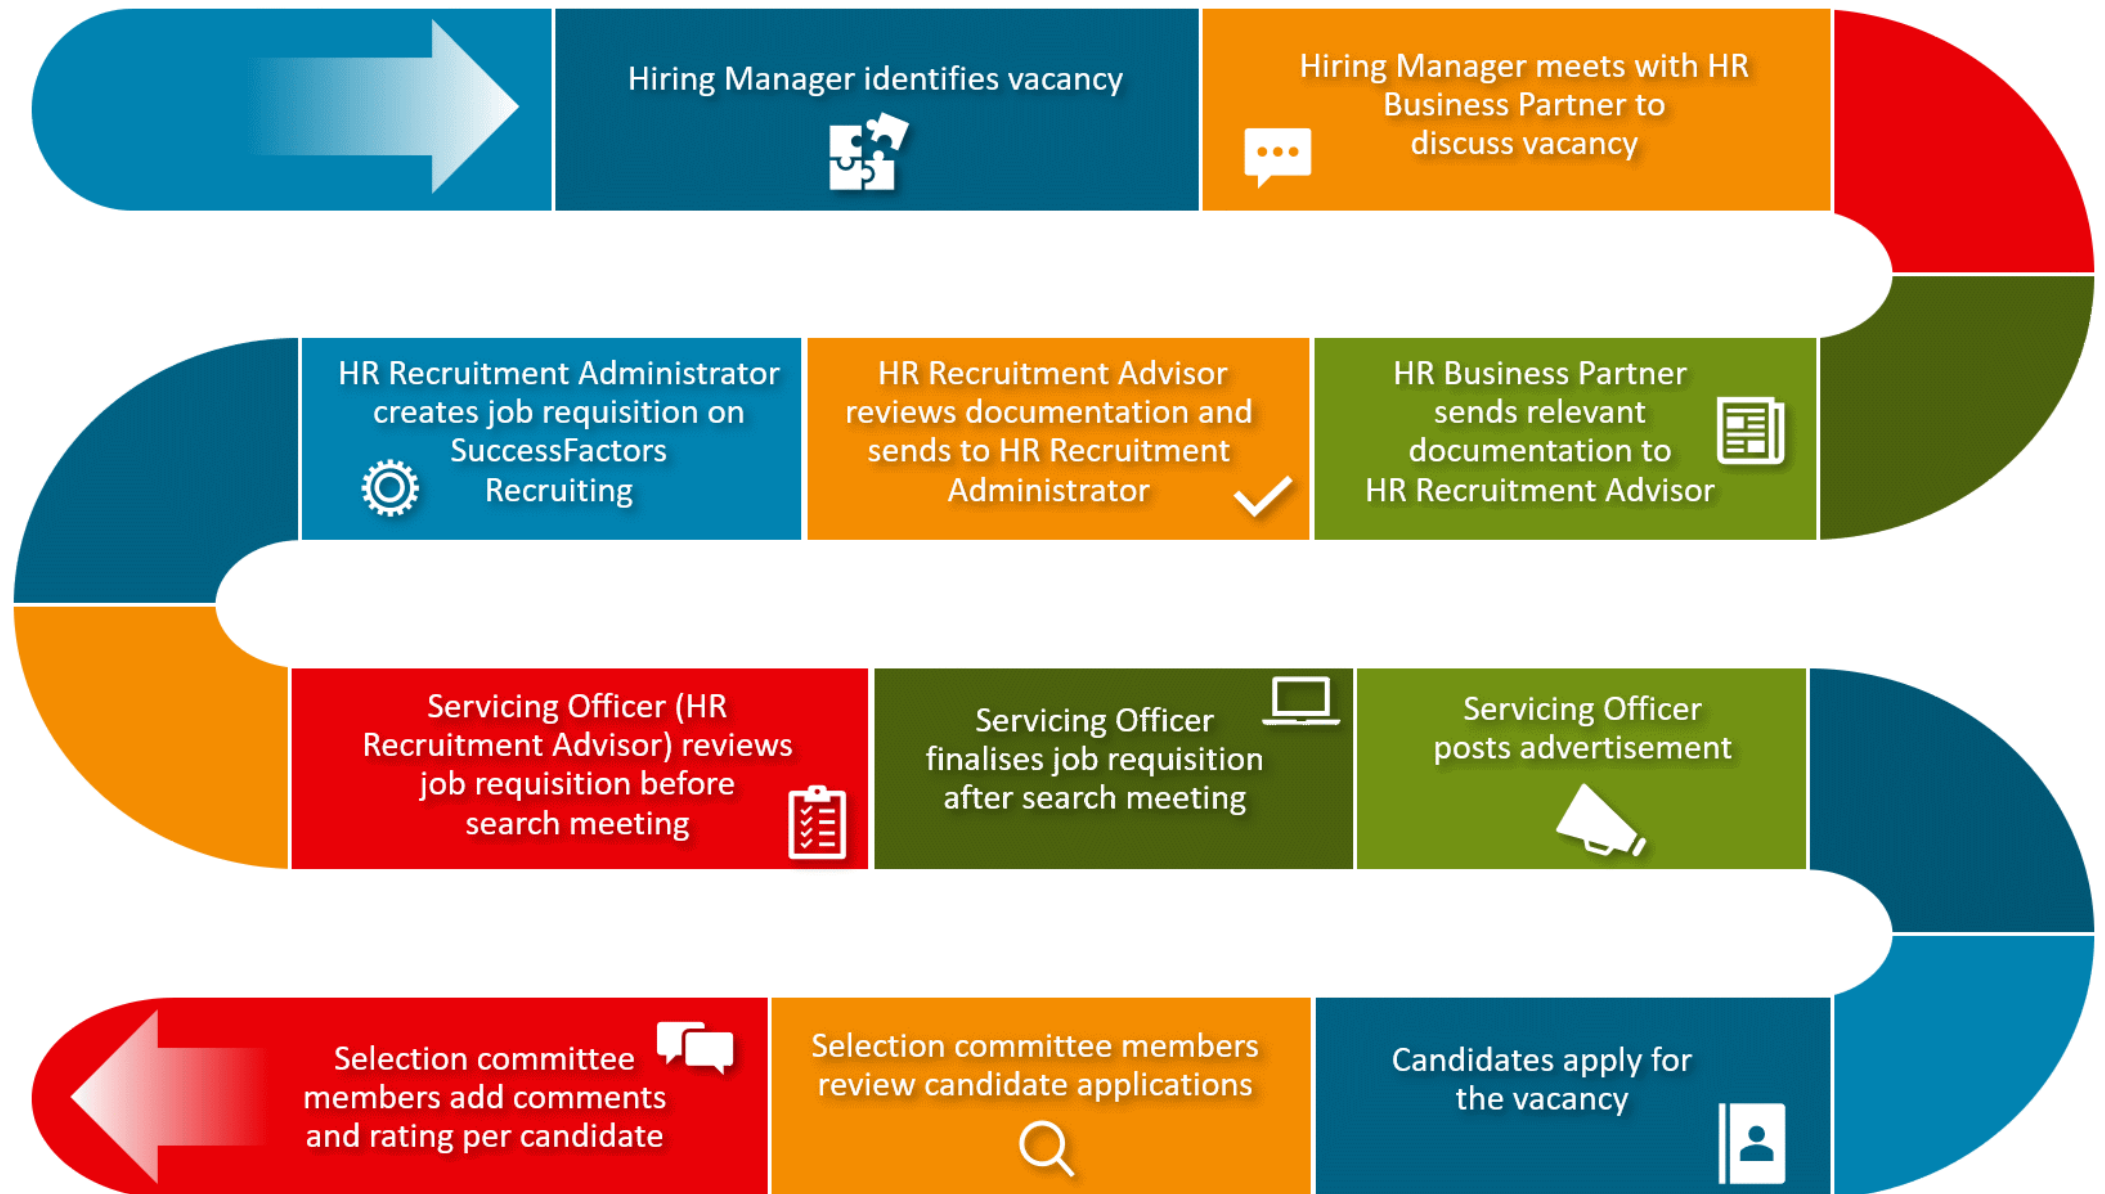 Hiring Manager identifies vacancy
Hiring Manager meets with HR
Business Partner to
discuss vacancy
HR Business Partner
sends relevant
documentation to
HR Recruitment Advisor
HR Recruitment Advisor
reviews documentation and
sends to HR Recruitment
Administrator
HR Recruitment Administrator
creates job requisition on
SuccessFactors
Recruiting
Servicing Officer (HR
Recruitment Advisor) reviews
job requisition before
search meeting
Servicing Officer
finalises job requisition
after search meeting
Servicing Officer
posts advertisement
Candidates apply for
the vacancy
Selection committee members
review candidate applications
Selection committee
members add comments
and rating per candidate